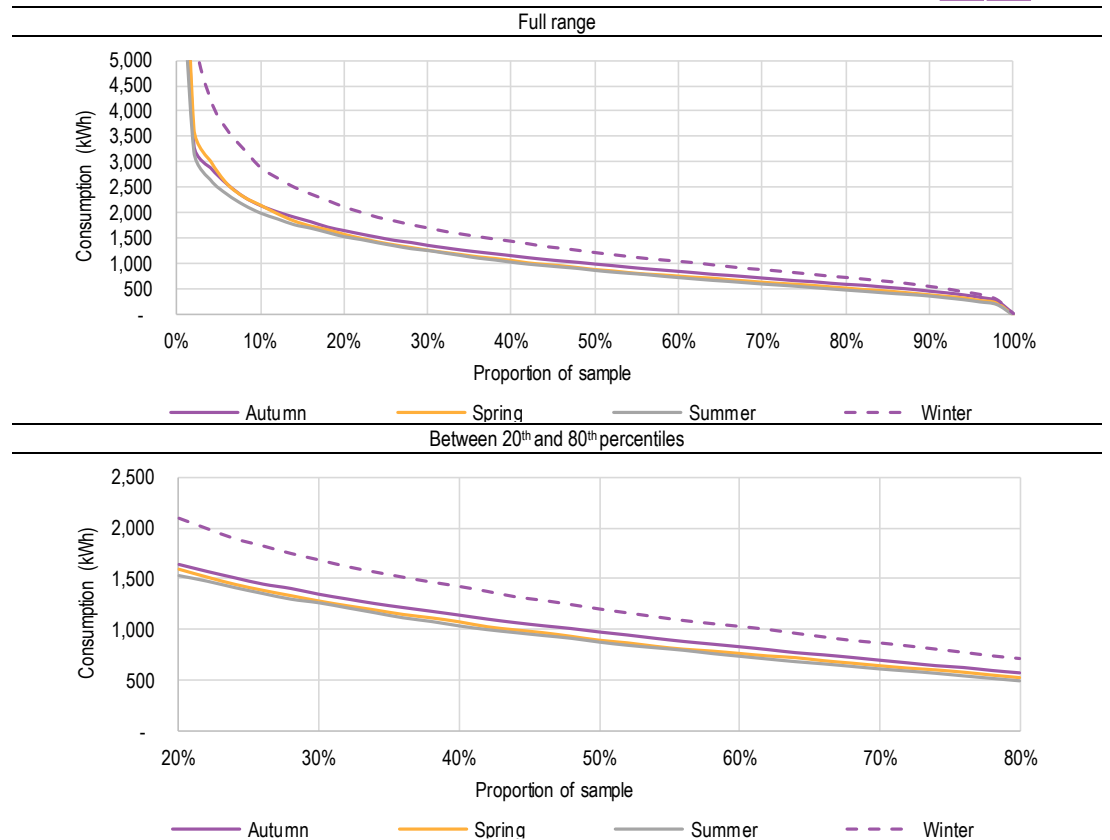 Full range
5,000
4,500
4,000
3,500
3,000
2,500
2,000
1,500
1,000
500
-
Consumption (kWh)
0% 10% 20% 30% 40% 50% 60% 70% 80% 90% 100%
Proportion of sample
Autumn Spring Summer Winter
Between 20th and 80th percentiles
2,500
2,000
1,500
1,000
500
-
Consumption (kWh)
20% 30% 40% 50% 60% 70% 80%
Proportion of sample
Autumn Spring Summer Winter